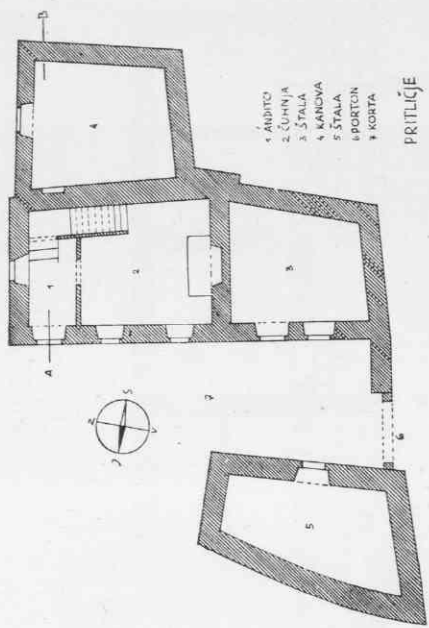 B
4
1
A
2
3
7
Z
S
J
V
5
6
1 ÁNDITO
2 ČUHNJA
3 ŠTALA
4 KANOVA
5 ŠTALA
6 PORTON
7 KORTA
PRITLIČJE